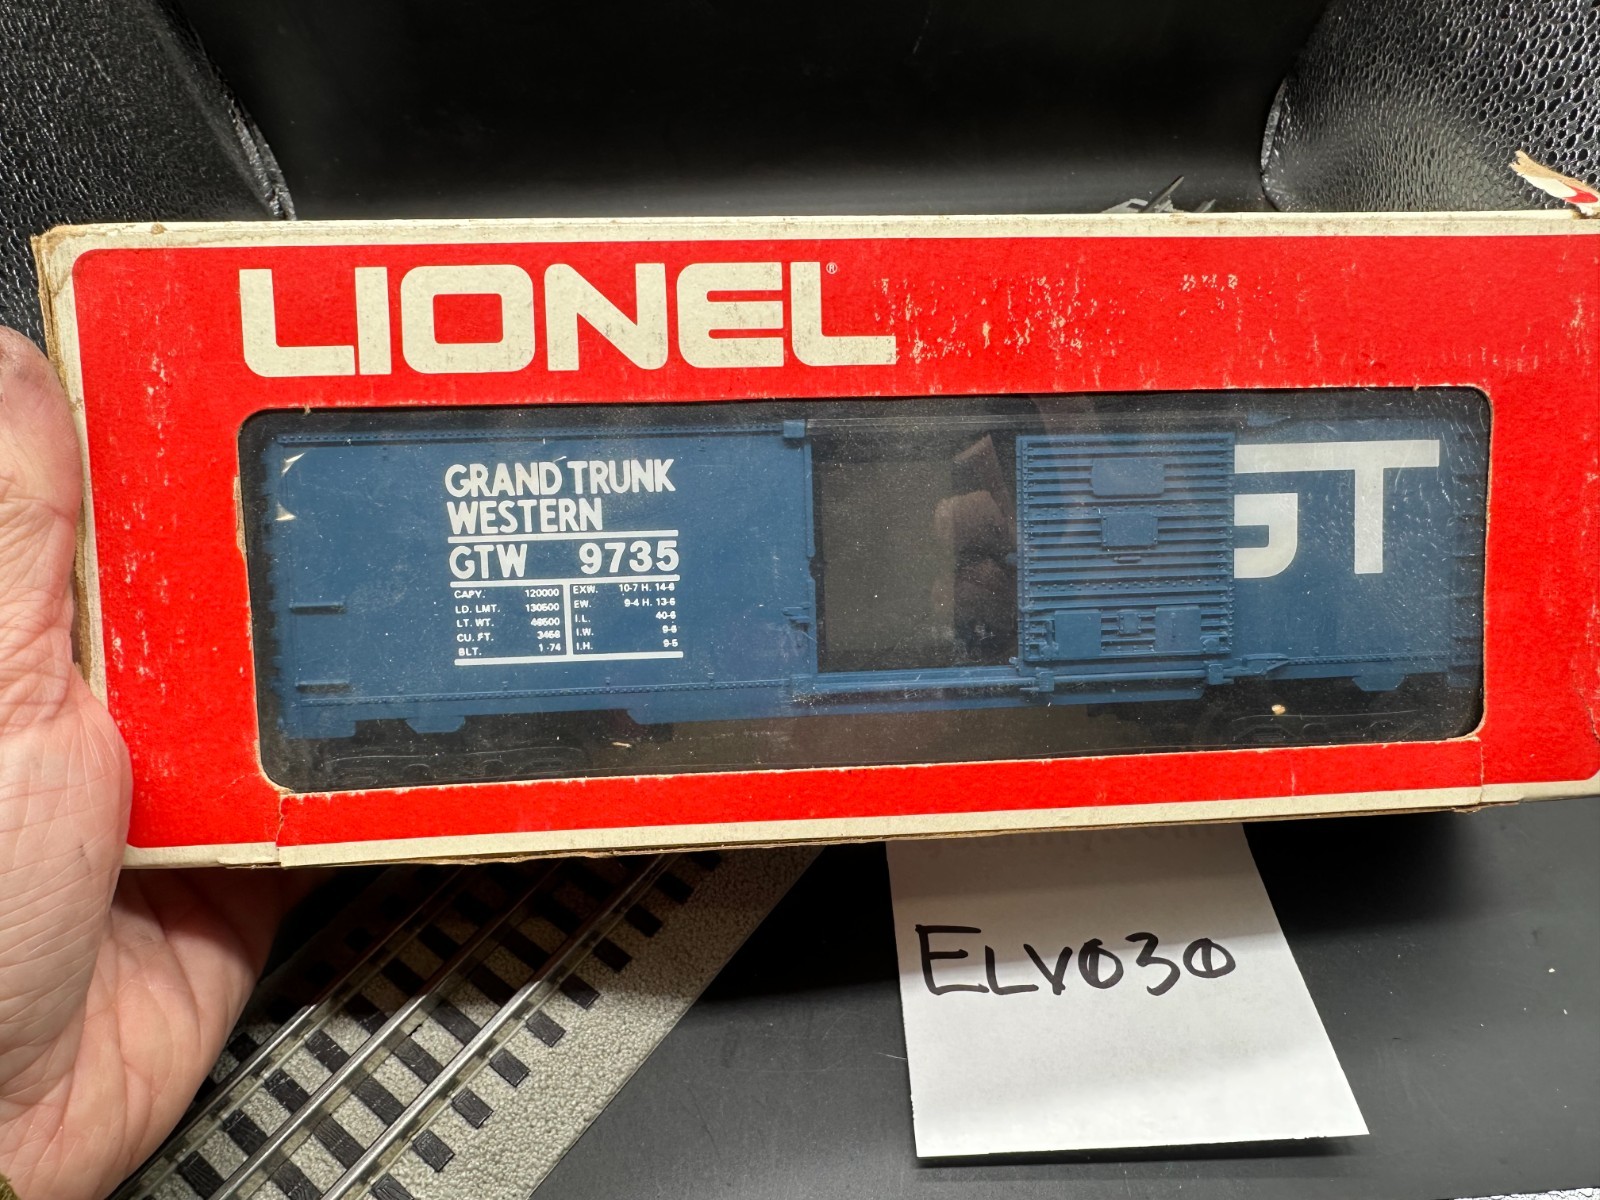 LIONEL®
GRAND TRUNK
WESTERN
GTW 9735
CAPY. 120000
LD. LMT. 130500
LT. WT. 46500
CU. FT. 3456
BLT. 1-74
EXW. 10-7 H. 14-6
EW. 9-4 H. 13-6
I.L. 40-6
I.W. 9-6
I.H. 9-5
GT
ELV030